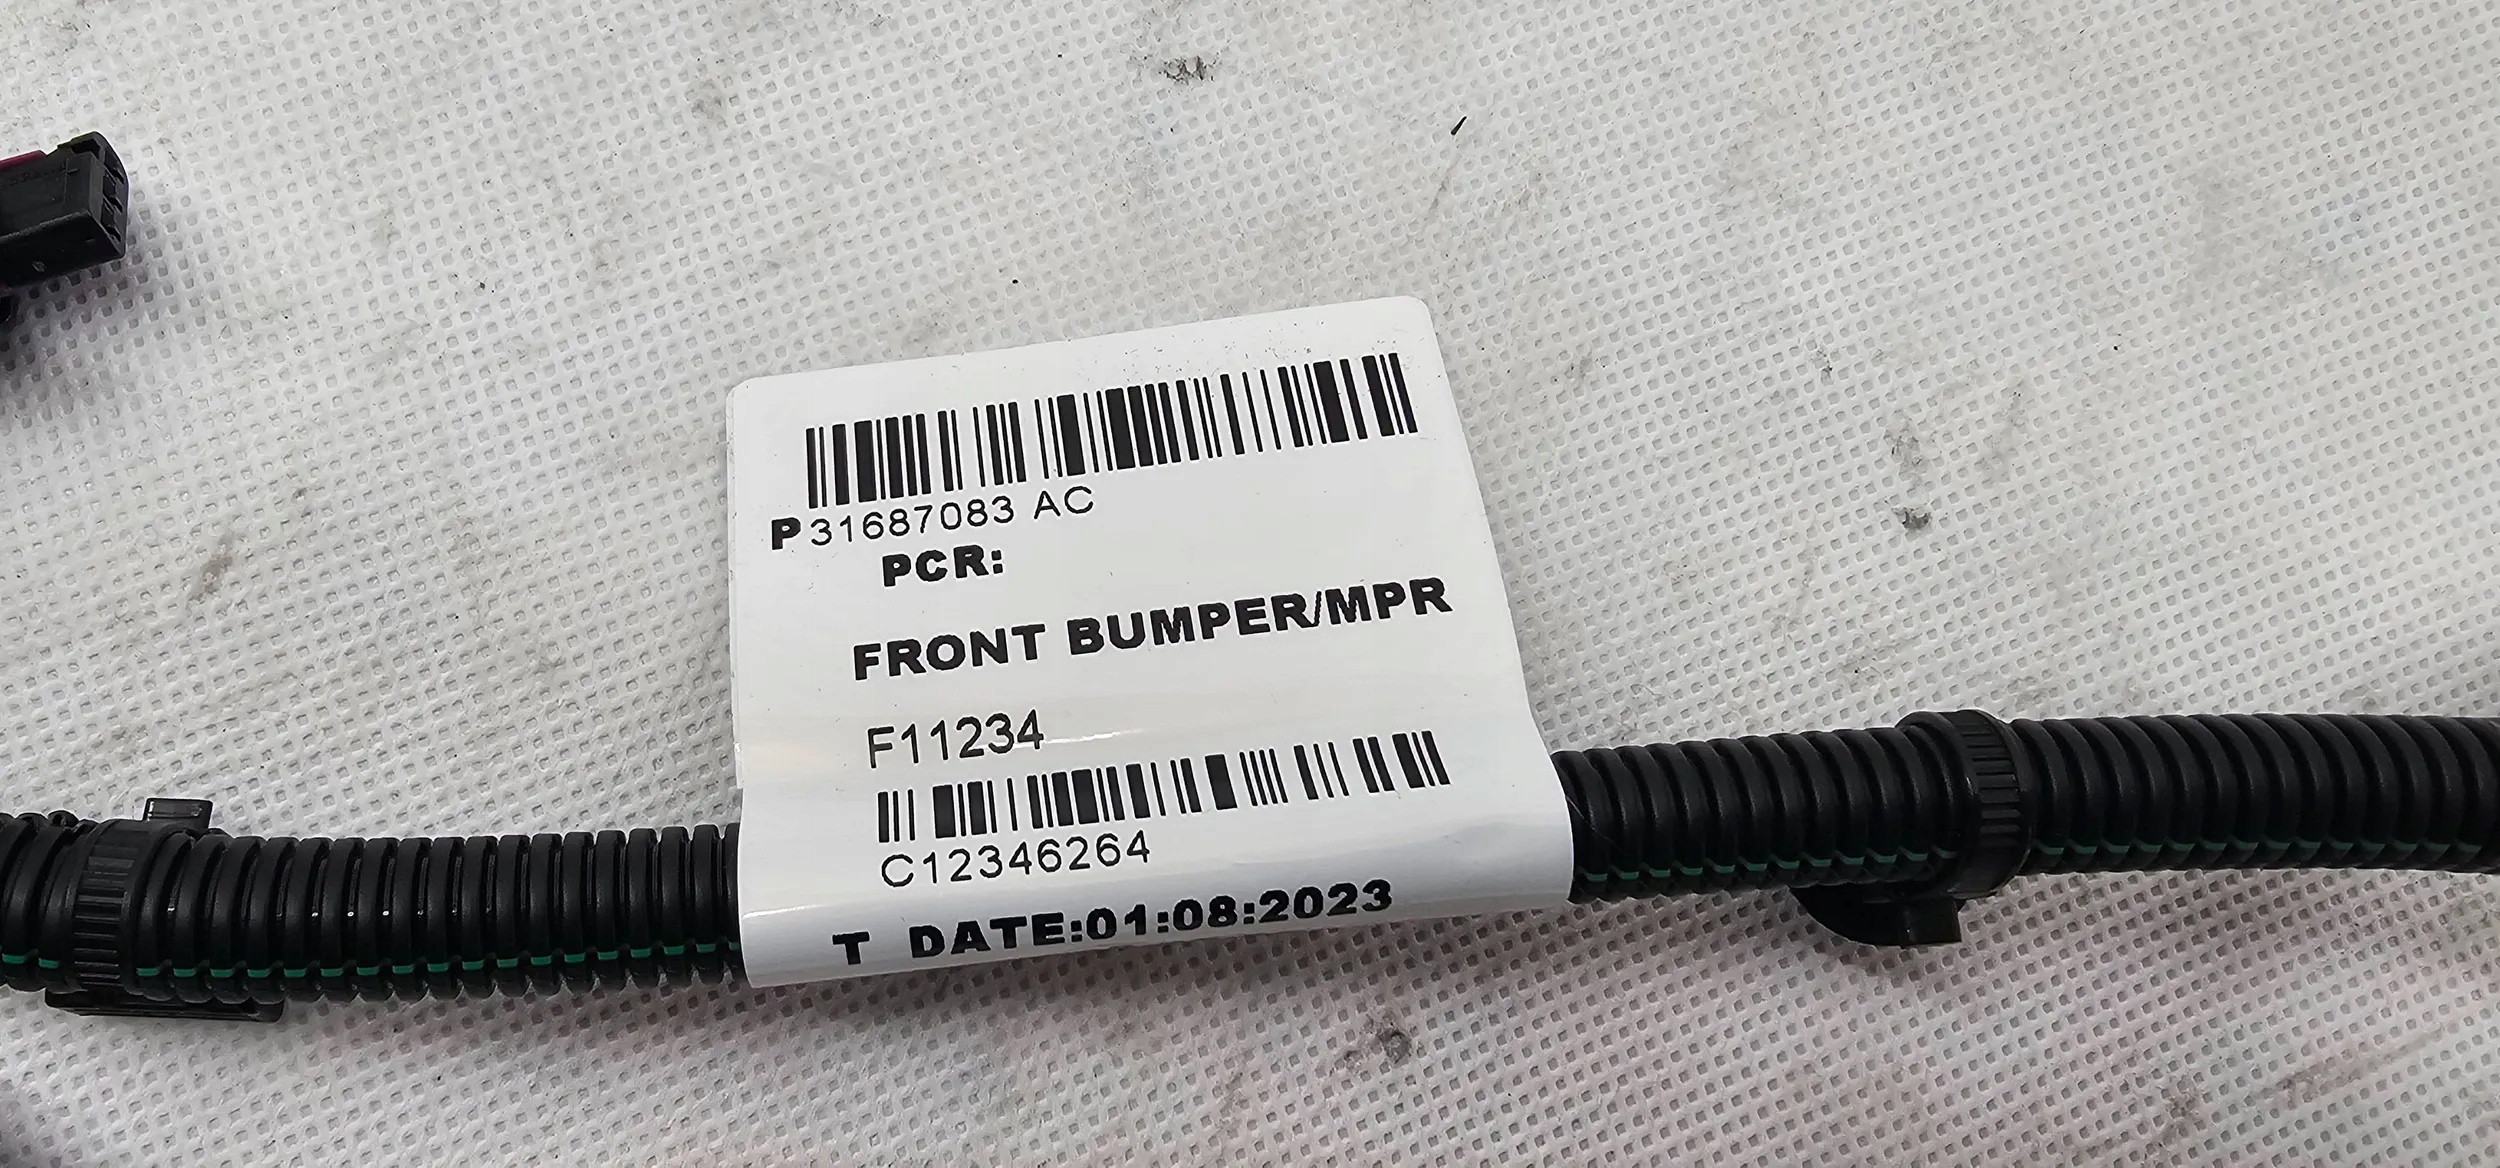 P31687083 AC
PCR:
FRONT BUMPER/MPR
F11234
C12346264
T DATE:01:08:2023